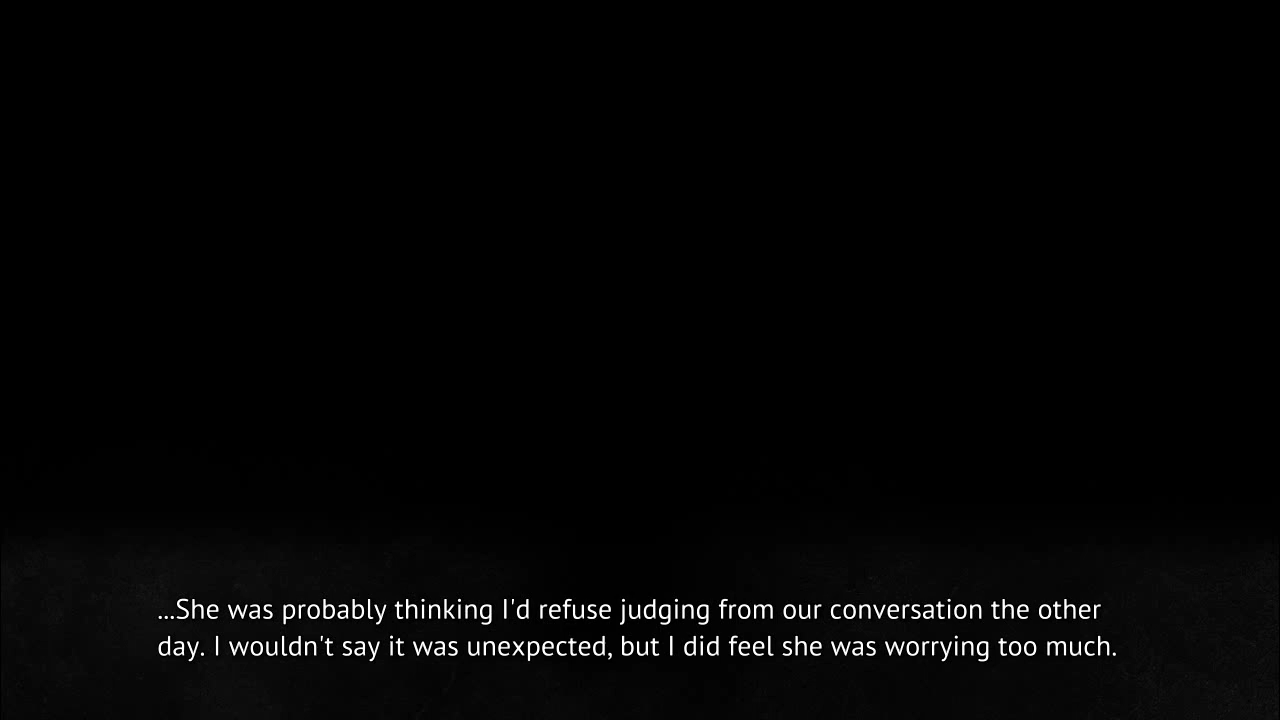 ...She was probably thinking I'd refuse judging from our conversation the other
day. I wouldn't say it was unexpected, but I did feel she was worrying too much.